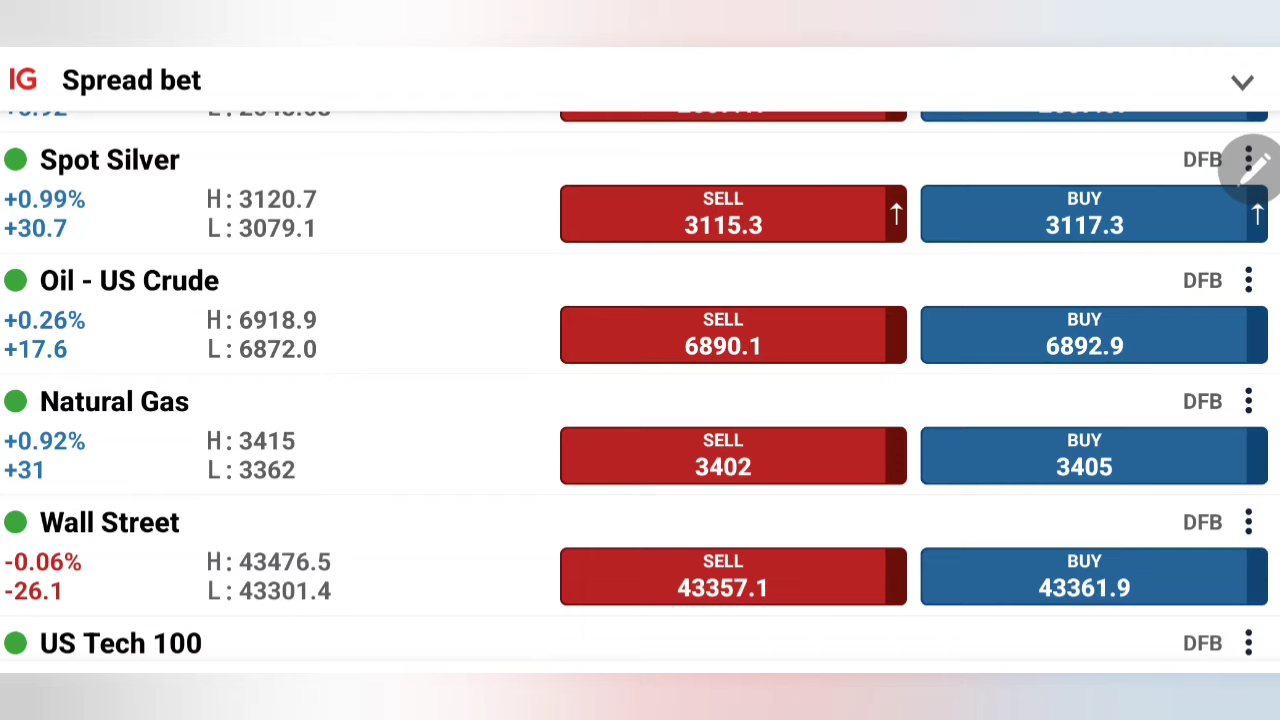 IG Spread bet
Spot Silver DFB
+0.99% H: 3120.7 SELL BUY
+30.7 L: 3079.1 3115.3 ↑ 3117.3 ↑
Oil - US Crude DFB
+0.26% H: 6918.9 SELL BUY
+17.6 L: 6872.0 6890.1 6892.9
Natural Gas DFB
+0.92% H: 3415 SELL BUY
+31 L: 3362 3402 3405
Wall Street DFB
-0.06% H: 43476.5 SELL BUY
-26.1 L: 43301.4 43357.1 43361.9
US Tech 100 DFB